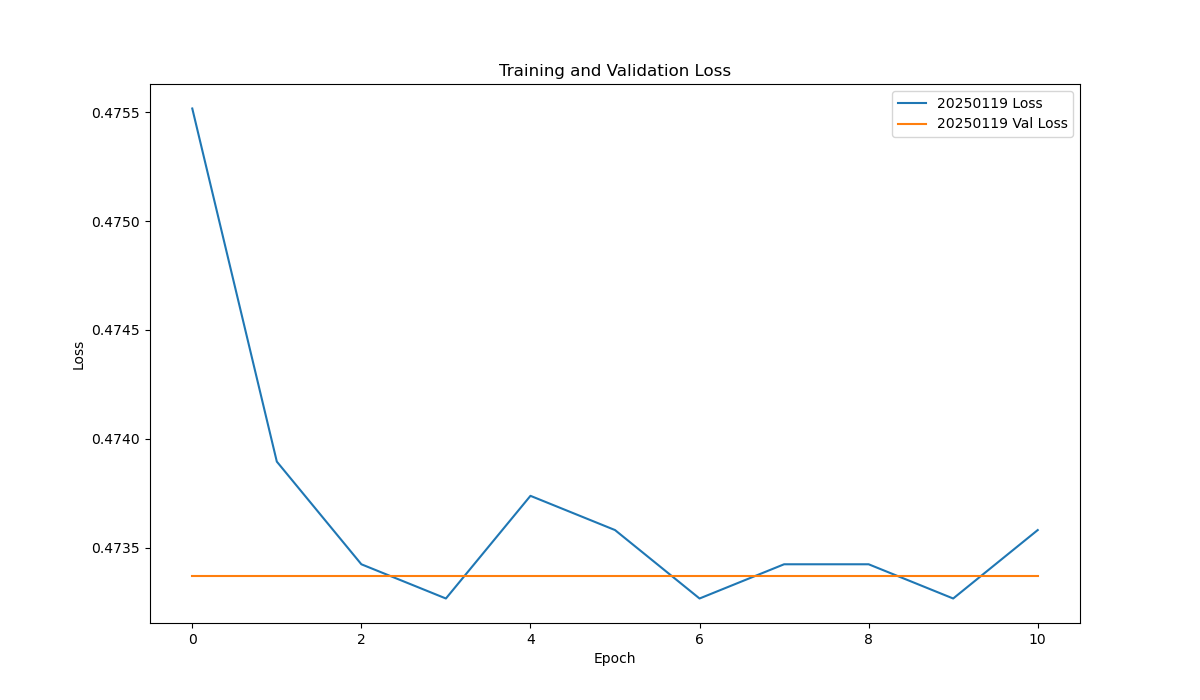 Training and Validation Loss
20250119 Loss
20250119 Val Loss
0.4755
0.4750
0.4745
0.4740
0.4735
Loss
0 2 4 6 8 10
Epoch